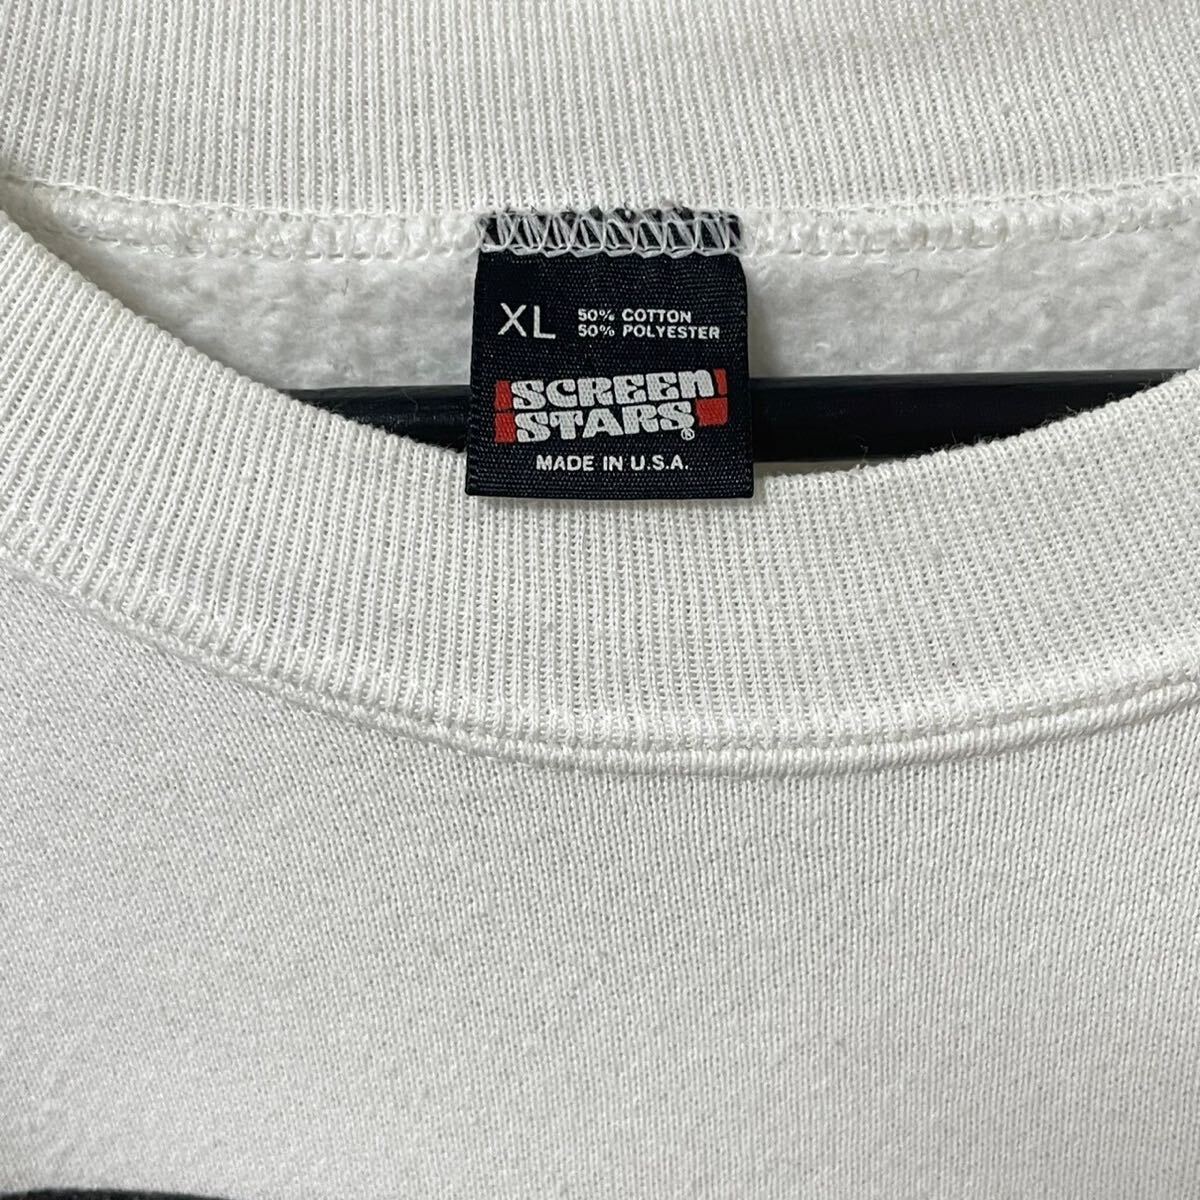 XL
50% COTTON
50% POLYESTER
SCREEN
STARS®
MADE IN U.S.A.